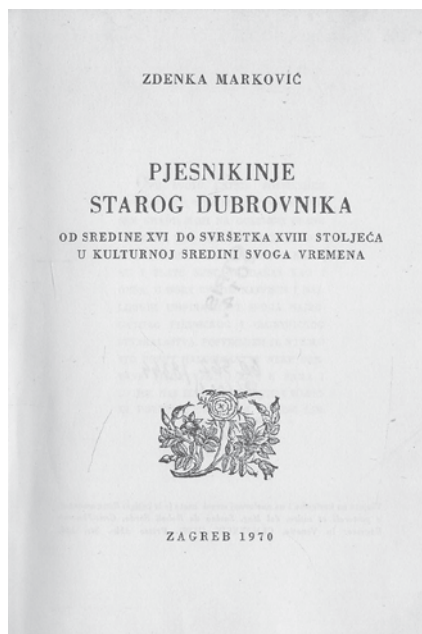 ZDENKA MARKOVIĆ
PJESNIKINJE
STAROG DUBROVNIKA
OD SREDINE XVI DO SVRŠETKA XVIII STOLJEĆA
U KULTURNOJ SREDINI SVOGA VREMENA
ZAGREB 1970